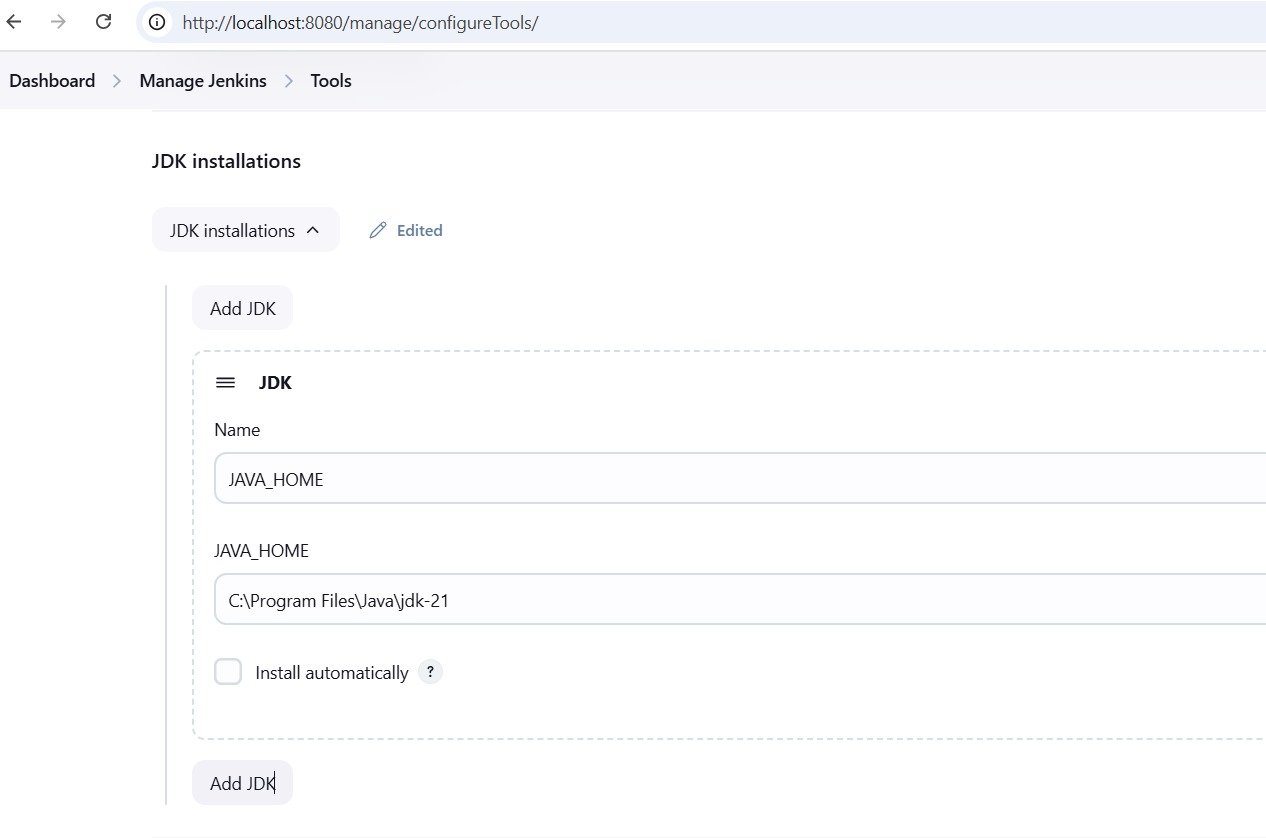 http://localhost:8080/manage/configureTools/
Dashboard > Manage Jenkins > Tools
JDK installations
JDK installations Edited
Add JDK
JDK
Name
JAVA_HOME
JAVA_HOME
C:\Program Files\Java\jdk-21
Install automatically ?
Add JDK